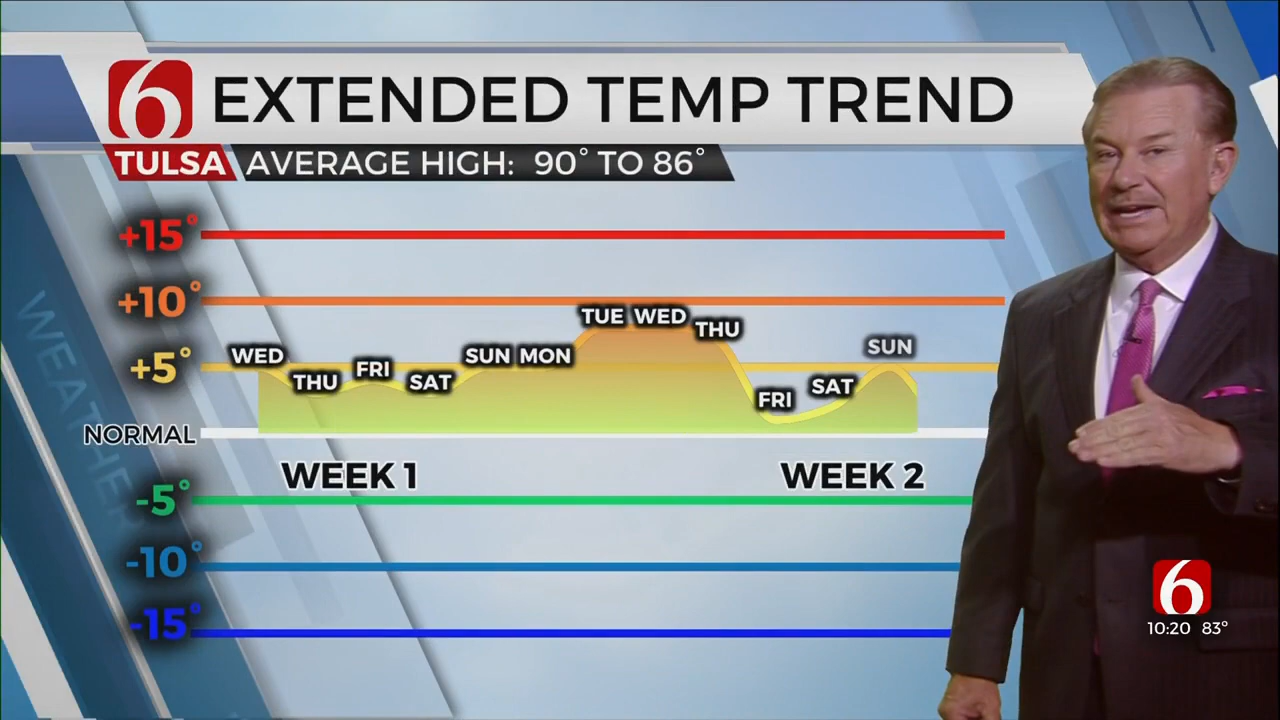 6 EXTENDED TEMP TREND
TULSA AVERAGE HIGH: 90° TO 86°
+15°
+10°
TUE WED THU
+5° WED THU FRI SAT SUN MON FRI SAT SUN
NORMAL
WEEK 1 WEEK 2
-5°
-10°
-15°
WEATHER
6
10:20 83°